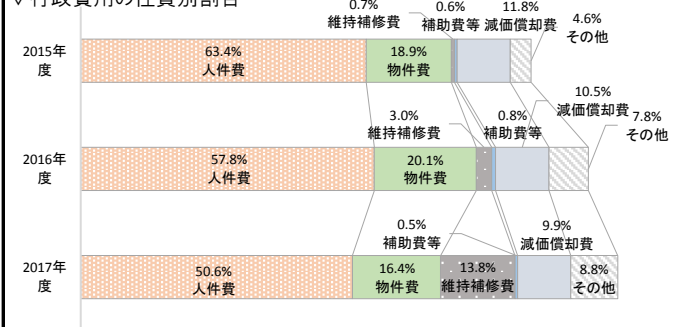 ▽行政費用の性質別割合
0.7%
維持補修費
0.6%
補助費等
11.8%
減価償却費
4.6%
その他
2015年
度
63.4%
人件費
18.9%
物件費
3.0%
維持補修費
0.8%
補助費等
10.5%
減価償却費
7.8%
その他
2016年
度
57.8%
人件費
20.1%
物件費
0.5%
補助費等
9.9%
減価償却費
2017年
度
50.6%
人件費
16.4%
物件費
13.8%
維持補修費
8.8%
その他